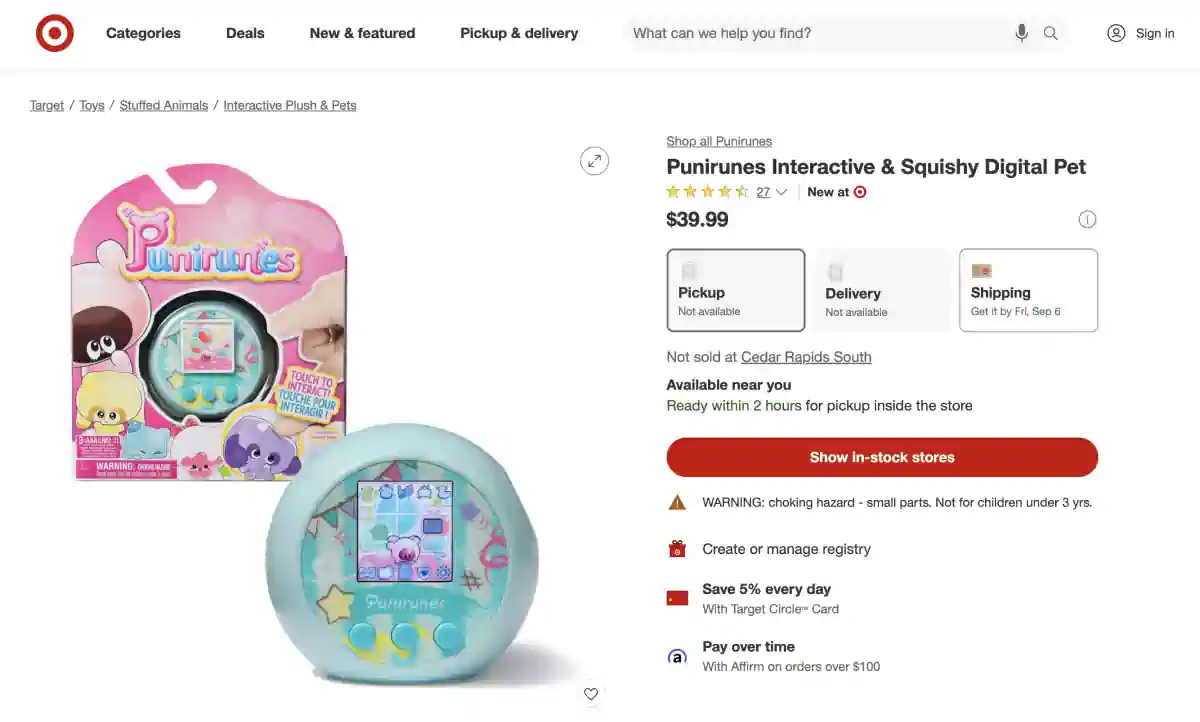 Categories
Deals
New & featured
Pickup & delivery
What can we help you find?
Sign in
Target / Toys / Stuffed Animals / Interactive Plush & Pets
Punirunes
TOUCH TO
INTERACT!
TOUCHE POUR
INTERAGIR!
WARNING: CHOKING HAZARD
Punirunes
Shop all Punirunes
Punirunes Interactive & Squishy Digital Pet
27
New at
$39.99
Pickup
Not available
Delivery
Not available
Shipping
Get it by Fri, Sep 6
Not sold at Cedar Rapids South
Available near you
Ready within 2 hours for pickup inside the store
Show in-stock stores
WARNING: choking hazard - small parts. Not for children under 3 yrs.
Create or manage registry
Save 5% every day
With Target Circle™ Card
a
Pay over time
With Affirm on orders over $100